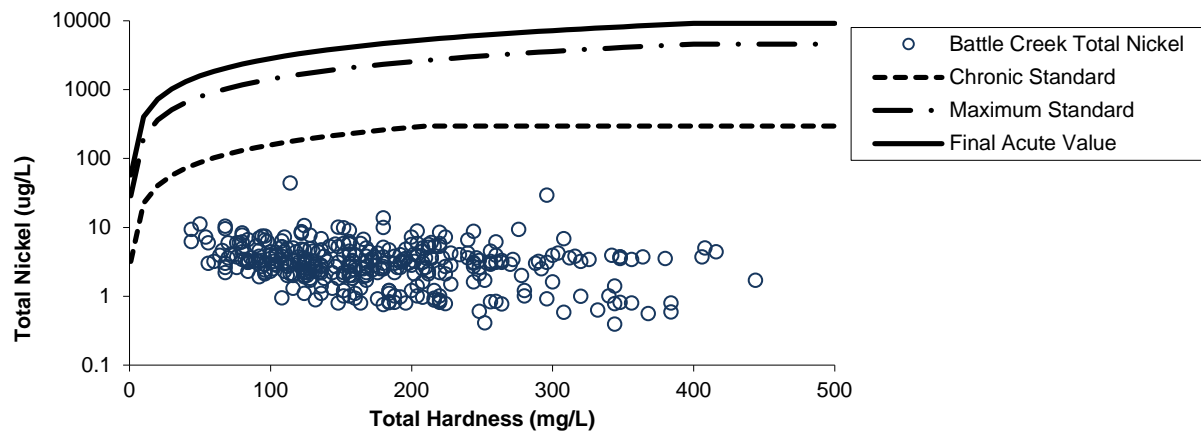 10000
1000
100
10
1
0.1
Total Nickel (ug/L)
0
100
200
300
400
500
Total Hardness (mg/L)
Battle Creek Total Nickel
Chronic Standard
Maximum Standard
Final Acute Value